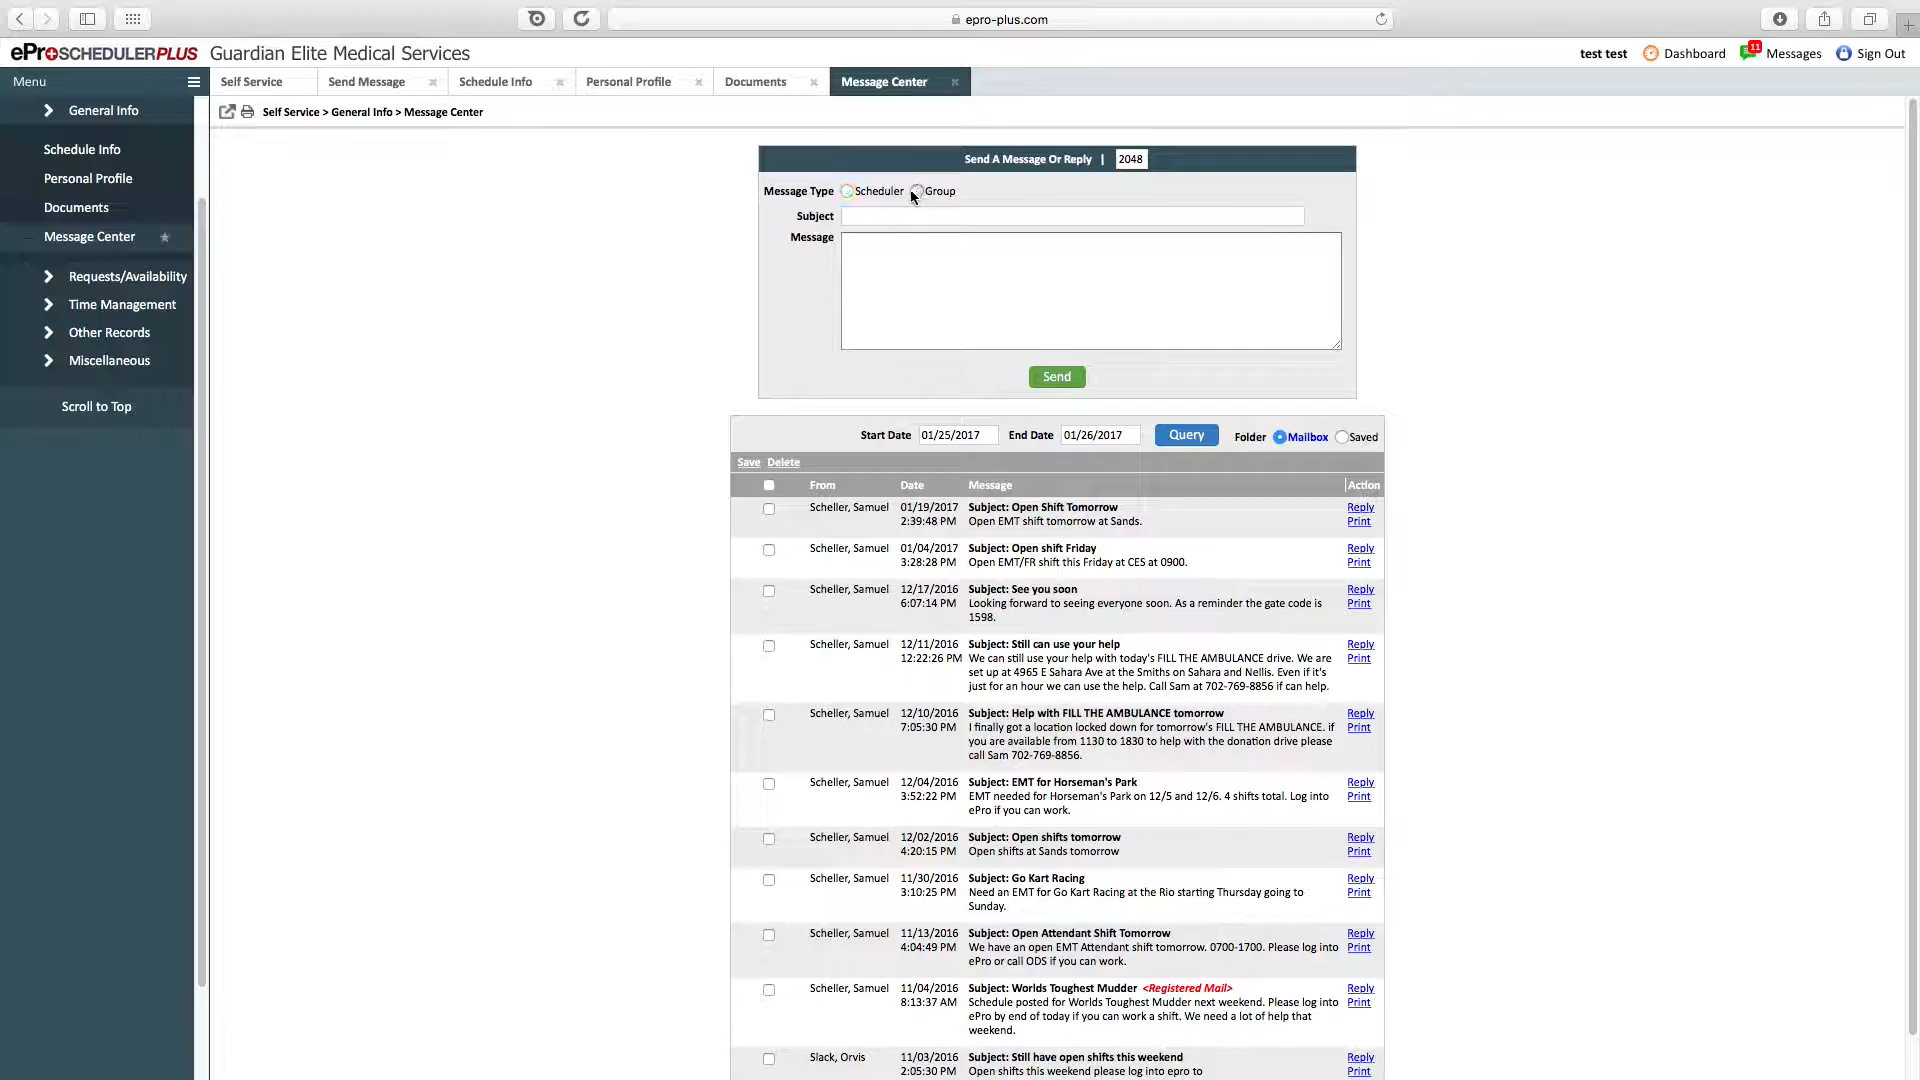 epro-plus.com
ePrOSCHEDULERPLUS Guardian Elite Medical Services
test test Dashboard 11 Messages Sign Out
Menu
Self Service Send Message Schedule Info Personal Profile Documents Message Center
General Info
Schedule Info
Personal Profile
Documents
Message Center
Requests/Availability
Time Management
Other Records
Miscellaneous
Scroll to Top
Self Service > General Info > Message Center
Send A Message Or Reply | 2048
Message Type Scheduler Group
Subject
Message
Send
Start Date 01/25/2017 End Date 01/26/2017 Query Folder Mailbox Saved
Save Delete
From Date Message Action
Scheller, Samuel 01/19/2017 Subject: Open Shift Tomorrow Reply
2:39:48 PM Open EMT shift tomorrow at Sands. Print
Scheller, Samuel 01/04/2017 Subject: Open shift Friday Reply
3:28:28 PM Open EMT/FR shift this Friday at CES at 0900. Print
Scheller, Samuel 12/17/2016 Subject: See you soon Reply
6:07:14 PM Looking forward to seeing everyone soon. As a reminder the gate code is Print
1598.
Scheller, Samuel 12/11/2016 Subject: Still can use your help Reply
12:22:26 PM We can still use your help with today's FILL THE AMBULANCE drive. We are Print
set up at 4965 E Sahara Ave at the Smiths on Sahara and Nellis. Even if it's
just for an hour we can use the help. Call Sam at 702-769-8856 if can help.
Scheller, Samuel 12/10/2016 Subject: Help with FILL THE AMBULANCE tomorrow Reply
7:05:30 PM I finally got a location locked down for tomorrow's FILL THE AMBULANCE. if Print
you are available from 1130 to 1830 to help with the donation drive please
call Sam 702-769-8856.
Scheller, Samuel 12/04/2016 Subject: EMT for Horseman's Park Reply
3:52:22 PM EMT needed for Horseman's Park on 12/5 and 12/6. 4 shifts total. Log into Print
ePro if you can work.
Scheller, Samuel 12/02/2016 Subject: Open shifts tomorrow Reply
4:20:15 PM Open shifts at Sands tomorrow Print
Scheller, Samuel 11/30/2016 Subject: Go Kart Racing Reply
3:10:25 PM Need an EMT for Go Kart Racing at the Rio starting Thursday going to Print
Sunday.
Scheller, Samuel 11/13/2016 Subject: Open Attendant Shift Tomorrow Reply
4:04:49 PM We have an open EMT Attendant shift tomorrow. 0700-1700. Please log into Print
ePro or call ODS if you can work.
Scheller, Samuel 11/04/2016 Subject: Worlds Toughest Mudder <Registered Mail> Reply
8:13:37 AM Schedule posted for Worlds Toughest Mudder next weekend. Please log into Print
ePro by end of today if you can work a shift. We need a lot of help that
weekend.
Slack, Orvis 11/03/2016 Subject: Still have open shifts this weekend Reply
2:05:30 PM Open shifts this weekend please log into epro to Print